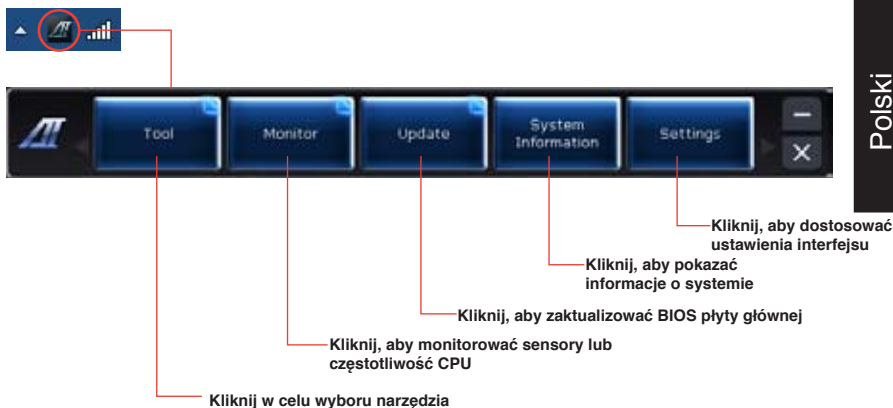 Polski
Tool
Monitor
Update
System
Information
Settings
Kliknij, aby dostosować
ustawienia interfejsu
Kliknij, aby pokazać
informacje o systemie
Kliknij, aby zaktualizować BIOS płyty głównej
Kliknij, aby monitorować sensory lub
częstotliwość CPU
Kliknij w celu wyboru narzędzia